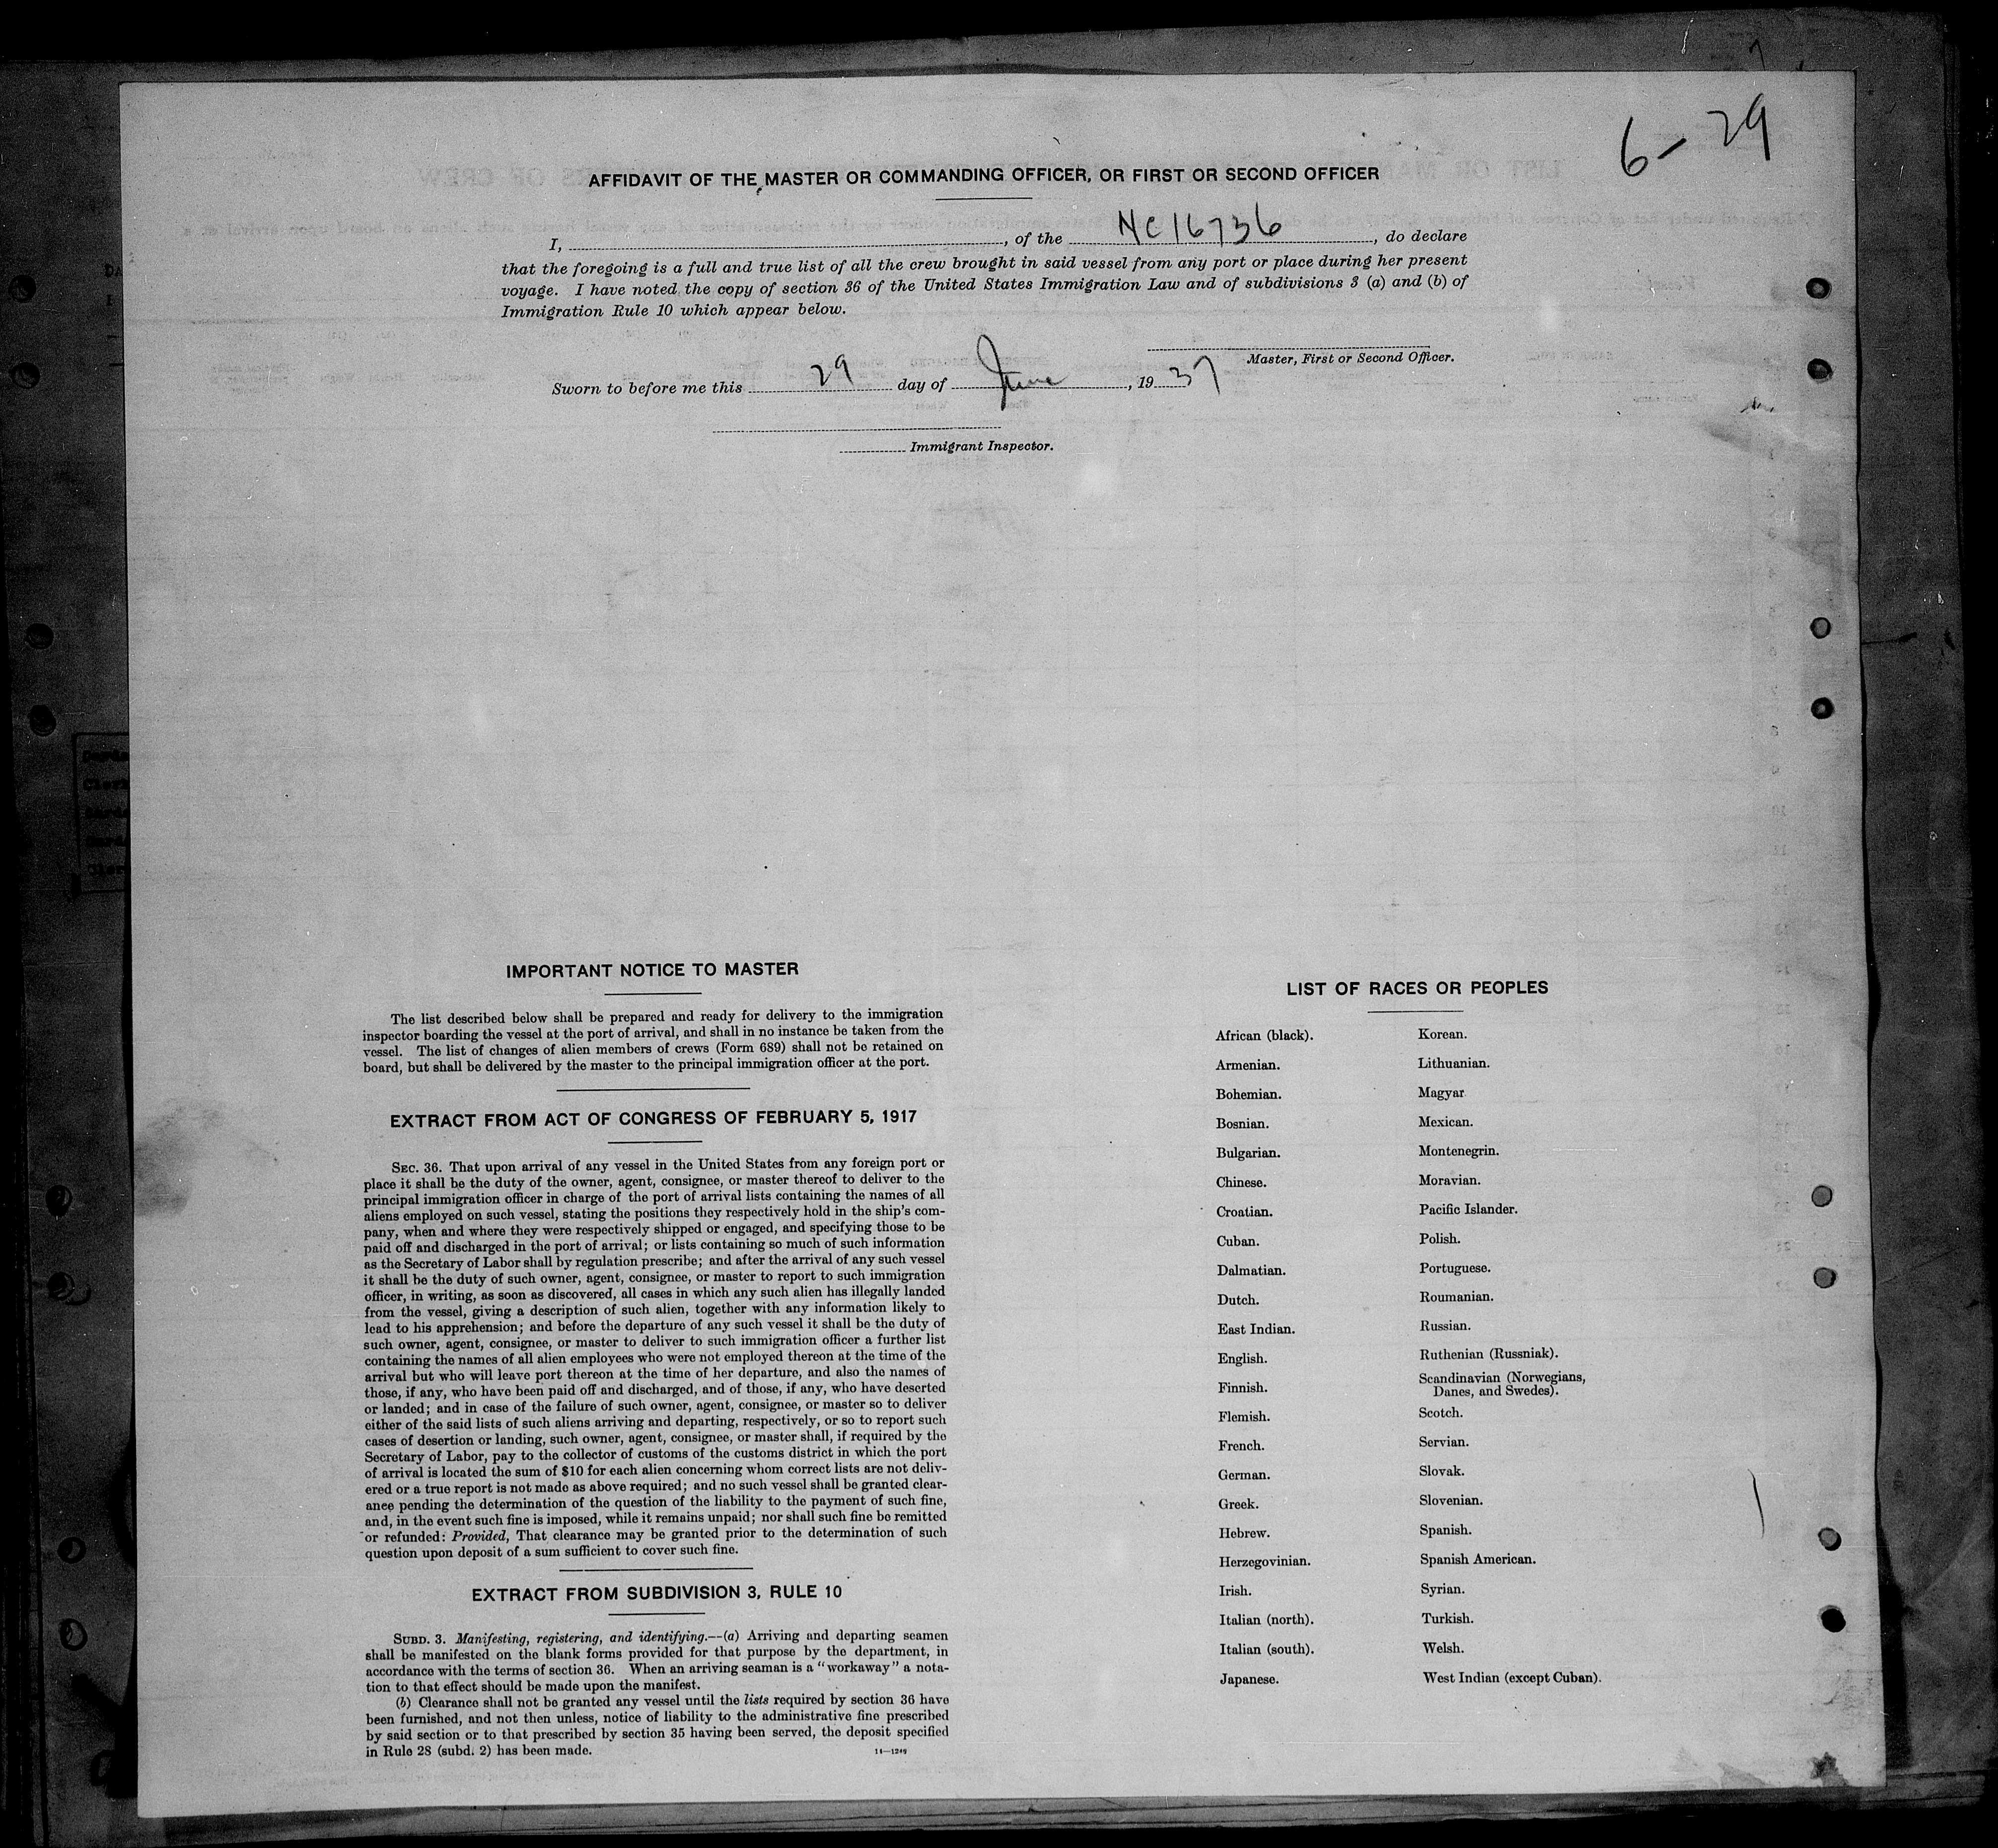 6-29
AFFIDAVIT OF THE MASTER OR COMMANDING OFFICER, OR FIRST OR SECOND OFFICER
I, , of the NC16736, do declare
that the foregoing is a full and true list of all the crew brought in said vessel from any port or place during her present
voyage. I have noted the copy of section 36 of the United States Immigration Law and of subdivisions 3 (a) and (b) of
Immigration Rule 10 which appear below.
Master, First or Second Officer.
Sworn to before me this 29 day of June, 1937
Immigrant Inspector.
IMPORTANT NOTICE TO MASTER
The list described below shall be prepared and ready for delivery to the immigration
inspector boarding the vessel at the port of arrival, and shall in no instance be taken from the
vessel. The list of changes of alien members of crews (Form 689) shall not be retained on
board, but shall be delivered by the master to the principal immigration officer at the port.
EXTRACT FROM ACT OF CONGRESS OF FEBRUARY 5, 1917
SEC. 36. That upon arrival of any vessel in the United States from any foreign port or
place it shall be the duty of the owner, agent, consignee, or master thereof to deliver to the
principal immigration officer in charge of the port of arrival lists containing the names of all
aliens employed on such vessel, stating the positions they respectively hold in the ship's com-
pany, when and where they were respectively shipped or engaged, and specifying those to be
paid off and discharged in the port of arrival; or lists containing so much of such information
as the Secretary of Labor shall by regulation prescribe; and after the arrival of any such vessel
it shall be the duty of such owner, agent, consignee, or master to report to such immigration
officer, in writing, as soon as discovered, all cases in which any such alien has illegally landed
from the vessel, giving a description of such alien, together with any information likely to
lead to his apprehension; and before the departure of any such vessel it shall be the duty of
such owner, agent, consignee, or master to deliver to such immigration officer a further list
containing the names of all alien employees who were not employed thereon at the time of the
arrival but who will leave port thereon at the time of her departure, and also the names of
those, if any, who have been paid off and discharged, and of those, if any, who have deserted
or landed; and in case of the failure of such owner, agent, consignee, or master so to deliver
either of the said lists of such aliens arriving and departing, respectively, or so to report such
cases of desertion or landing, such owner, agent, consignee, or master shall, if required by the
Secretary of Labor, pay to the collector of customs of the customs district in which the port
of arrival is located the sum of $10 for each alien concerning whom correct lists are not deliv-
ered or a true report is not made as above required; and no such vessel shall be granted clear-
ance pending the determination of the question of the liability to the payment of such fine,
and, in the event such fine is imposed, while it remains unpaid; nor shall such fine be remitted
or refunded: Provided, That clearance may be granted prior to the determination of such
question upon deposit of a sum sufficient to cover such fine.
EXTRACT FROM SUBDIVISION 3, RULE 10
SUBD. 3. Manifesting, registering, and identifying.--(a) Arriving and departing seamen
shall be manifested on the blank forms provided for that purpose by the department, in
accordance with the terms of section 36. When an arriving seaman is a "workaway" a nota-
tion to that effect should be made upon the manifest.
(b) Clearance shall not be granted any vessel until the lists required by section 36 have
been furnished, and not then unless, notice of liability to the administrative fine prescribed
by said section or to that prescribed by section 35 having been served, the deposit specified
in Rule 28 (subd. 2) has been made.
14—1249
LIST OF RACES OR PEOPLES
African (black).
Armenian.
Bohemian.
Bosnian.
Bulgarian.
Chinese.
Croatian.
Cuban.
Dalmatian.
Dutch.
East Indian.
English.
Finnish.
Flemish.
French.
German.
Greek.
Hebrew.
Herzegovinian.
Irish.
Italian (north).
Italian (south).
Japanese.
Korean.
Lithuanian.
Magyar
Mexican.
Montenegrin.
Moravian.
Pacific Islander.
Polish.
Portuguese.
Roumanian.
Russian.
Ruthenian (Russniak).
Scandinavian (Norwegians,
Danes, and Swedes).
Scotch.
Servian.
Slovak.
Slovenian.
Spanish.
Spanish American.
Syrian.
Turkish.
Welsh.
West Indian (except Cuban).